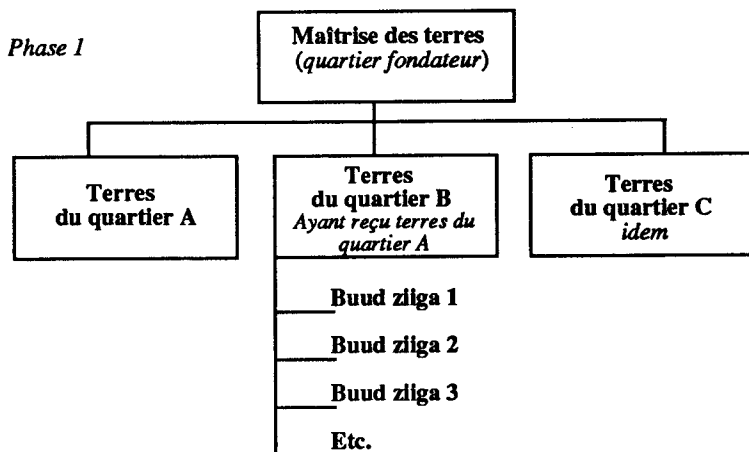 Phase 1
Maîtrise des terres
(quartier fondateur)
Terres
du quartier A
Terres
du quartier B
Ayant reçu terres du
quartier A
Terres
du quartier C
idem
Buud ziiga 1
Buud ziiga 2
Buud ziiga 3
Etc.